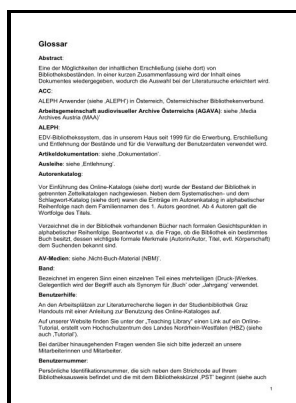 Glossar
Abstract:
Eine der Möglichkeiten der inhaltlichen Erschließung (siehe dort) von
Bibliotheksbeständen. In einer kurzen Zusammenfassung wird der Inhalt eines
Dokumentes wiedergegeben, wodurch die Auswahl bei der Literatursuche erleichtert wird.
ACC:
ALEPH Anwender (siehe ‚ALEPH') in Österreich, Österreichischer Bibliothekenverbund.
Arbeitsgemeinschaft audiovisueller Archive Österreichs (AGAVA): siehe ‚Media
Archives Austria (MAA)'
ALEPH:
EDV-Bibliothekssystem, das in unserem Haus seit 1999 für die Erwerbung, Erschließung
und Entlehnung der Bestände und für die Verwaltung der Benutzerdaten verwendet wird.
Artikeldokumentation: siehe ‚Dokumentation'.
Ausleihe: siehe ‚Entlehnung'.
Autorenkatalog:
Vor Einführung des Online-Katalogs (siehe dort) wurde der Bestand der Bibliothek in
getrennten Zettelkatalogen nachgewiesen. Neben dem Systematischen- und dem
Schlagwort-Katalog (siehe dort) waren die Einträge im Autorenkatalog in alphabetischer
Reihenfolge nach dem Familiennamen des 1. Autors geordnet. Ab 4 Autoren galt die
Wortfolge des Titels.
Verzeichnet die in der Bibliothek vorhandenen Bücher nach formalen Gesichtspunkten in
alphabetischer Reihenfolge. Beantwortet v.a. die Frage, ob die Bibliothek ein bestimmtes
Buch besitzt, dessen wichtigste formale Merkmale (Autorin/Autor, Titel, evtl. Körperschaft)
dem Suchenden bekannt sind.
AV-Medien: siehe ‚Nicht-Buch-Material (NBM)'.
Band:
Bezeichnet im engeren Sinn einen einzelnen Teil eines mehrteiligen (Druck-)Werkes.
Gelegentlich wird der Begriff auch als Synonym für ‚Buch' oder ‚Jahrgang' verwendet.
Benutzerhilfe:
An den Arbeitsplätzen zur Literaturrecherche liegen in der Studienbibliothek Graz
Handouts mit einer Anleitung zur Benutzung des Online-Kataloges auf.
Auf unserer Website finden Sie unter der „Teaching Library" einen Link auf ein Online-
Tutorial, erstellt vom Hochschulzentrum des Landes Nordrhein-Westfalen (HBZ) (siehe
auch ‚Tutorial').
Bei darüber hinausgehenden Fragen wenden Sie sich bitte jederzeit an unsere
Mitarbeiterinnen und Mitarbeiter.
Benutzernummer:
Persönliche Identifikationsnummer, die sich neben dem Strichcode auf Ihrem
Bibliotheksausweis befindet und die mit dem Bibliothekskürzel ‚PST' beginnt (siehe auch
1